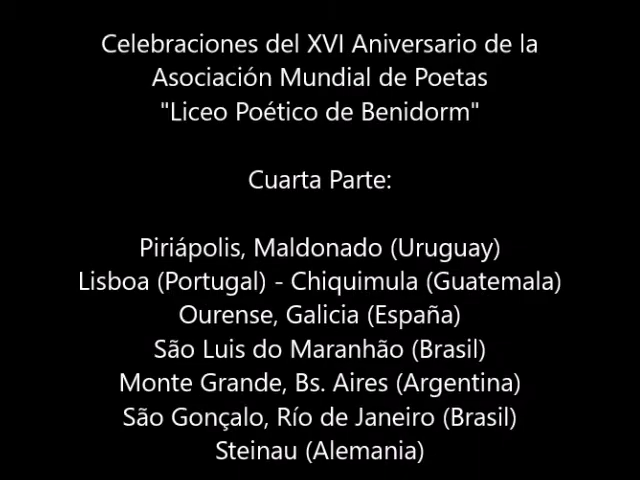 Celebraciones del XVI Aniversario de la
Asociación Mundial de Poetas
"Liceo Poético de Benidorm"
Cuarta Parte:
Piriápolis, Maldonado (Uruguay)
Lisboa (Portugal) - Chiquimula (Guatemala)
Ourense, Galicia (España)
São Luis do Maranhão (Brasil)
Monte Grande, Bs. Aires (Argentina)
São Gonçalo, Río de Janeiro (Brasil)
Steinau (Alemania)